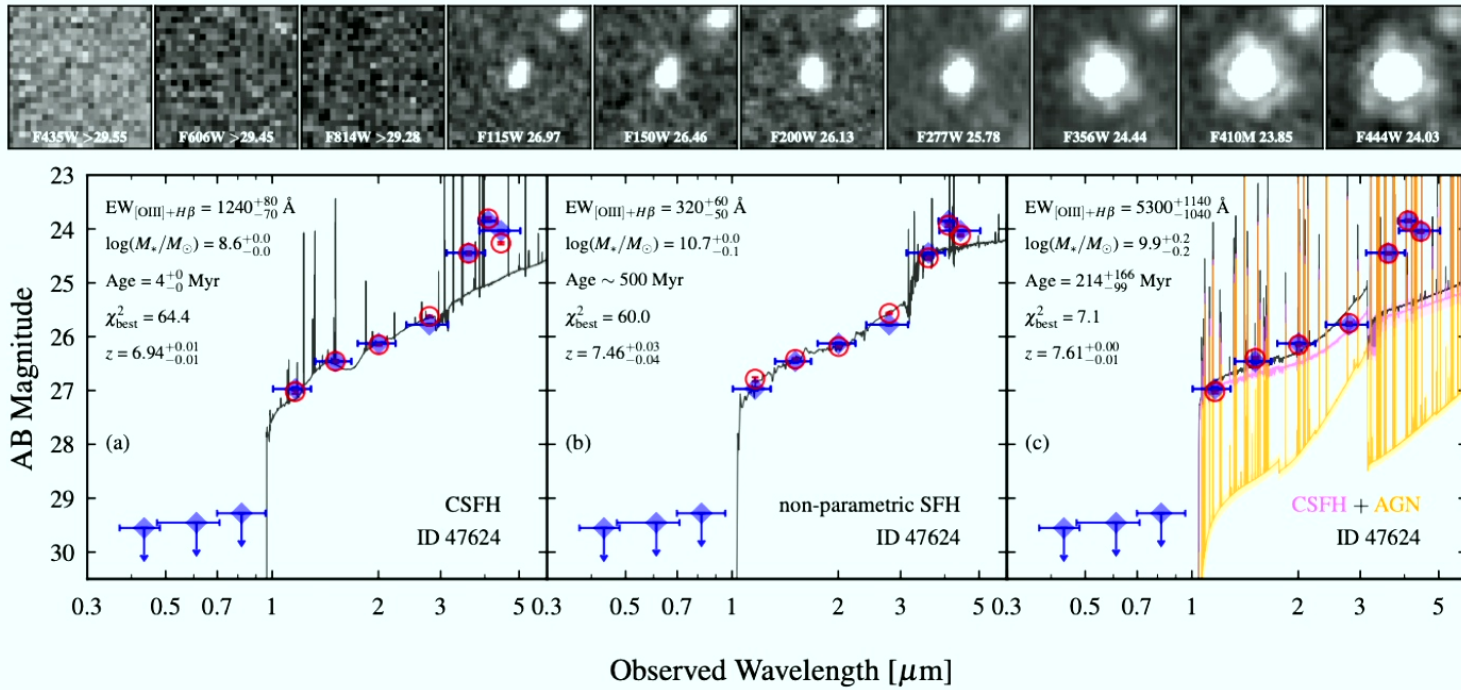 F435W >29.55 F606W >29.45 F814W >29.28 F115W 26.97 F150W 26.46 F200W 26.13 F277W 25.78 F356W 24.44 F410M 23.85 F444W 24.03
AB Magnitude
23
24
25
26
27
28
29
30
EW[OIII]+Hβ = 1240 +80 −70 Å
log(M*/M⊙) = 8.6 +0.0 −0.0
Age = 4 +0 −0 Myr
χ²best = 64.4
z = 6.94 +0.01 −0.01
(a)
CSFH
ID 47624
EW[OIII]+Hβ = 320 +60 −50 Å
log(M*/M⊙) = 10.7 +0.0 −0.1
Age ∼ 500 Myr
χ²best = 60.0
z = 7.46 +0.03 −0.04
(b)
non-parametric SFH
ID 47624
EW[OIII]+Hβ = 5300 +1140 −1040 Å
log(M*/M⊙) = 9.9 +0.2 −0.2
Age = 214 +166 −99 Myr
χ²best = 7.1
z = 7.61 +0.00 −0.01
(c)
CSFH + AGN
ID 47624
0.3 0.5 0.7 1 2 3 5 0.3 0.5 0.7 1 2 3 5 0.3 0.5 0.7 1 2 3 5
Observed Wavelength [μm]